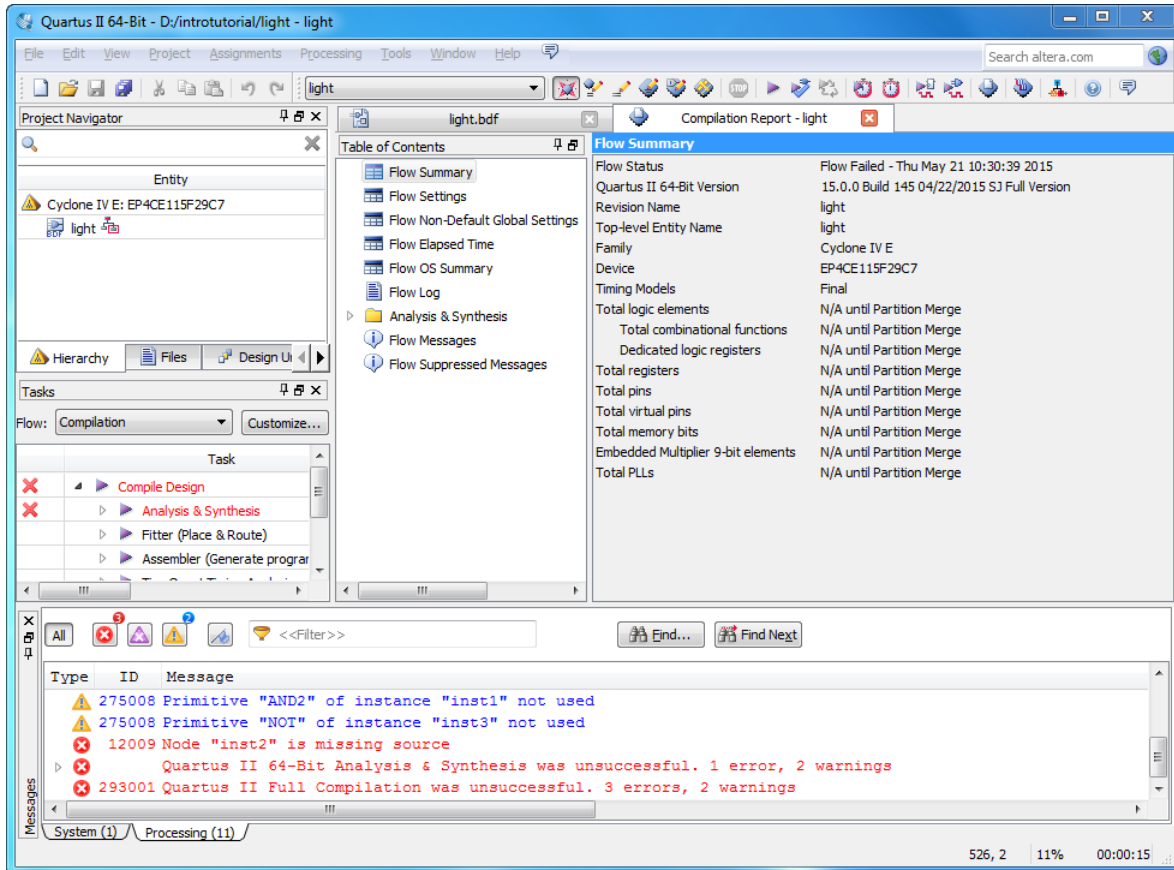 Quartus II 64-Bit - D:/introtutorial/light - light
File Edit View Project Assignments Processing Tools Window Help
Search altera.com
light
STOP
Project Navigator
Entity
Cyclone IV E: EP4CE115F29C7
BDF light
Hierarchy Files Design Un
Tasks
Flow: Compilation Customize...
Task
Compile Design
Analysis & Synthesis
Fitter (Place & Route)
Assembler (Generate program
light.bdf
Compilation Report - light
Table of Contents
Flow Summary
Flow Settings
Flow Non-Default Global Settings
Flow Elapsed Time
Flow OS Summary
Flow Log
Analysis & Synthesis
Flow Messages
Flow Suppressed Messages
Flow Summary
Flow Status Flow Failed - Thu May 21 10:30:39 2015
Quartus II 64-Bit Version 15.0.0 Build 145 04/22/2015 SJ Full Version
Revision Name light
Top-level Entity Name light
Family Cyclone IV E
Device EP4CE115F29C7
Timing Models Final
Total logic elements N/A until Partition Merge
Total combinational functions N/A until Partition Merge
Dedicated logic registers N/A until Partition Merge
Total registers N/A until Partition Merge
Total pins N/A until Partition Merge
Total virtual pins N/A until Partition Merge
Total memory bits N/A until Partition Merge
Embedded Multiplier 9-bit elements N/A until Partition Merge
Total PLLs N/A until Partition Merge
All 3 2 <<Filter>> Find... Find Next
Type ID Message
275008 Primitive "AND2" of instance "inst1" not used
275008 Primitive "NOT" of instance "inst3" not used
12009 Node "inst2" is missing source
Quartus II 64-Bit Analysis & Synthesis was unsuccessful. 1 error, 2 warnings
293001 Quartus II Full Compilation was unsuccessful. 3 errors, 2 warnings
Messages
System (1) Processing (11)
526, 2 11% 00:00:15